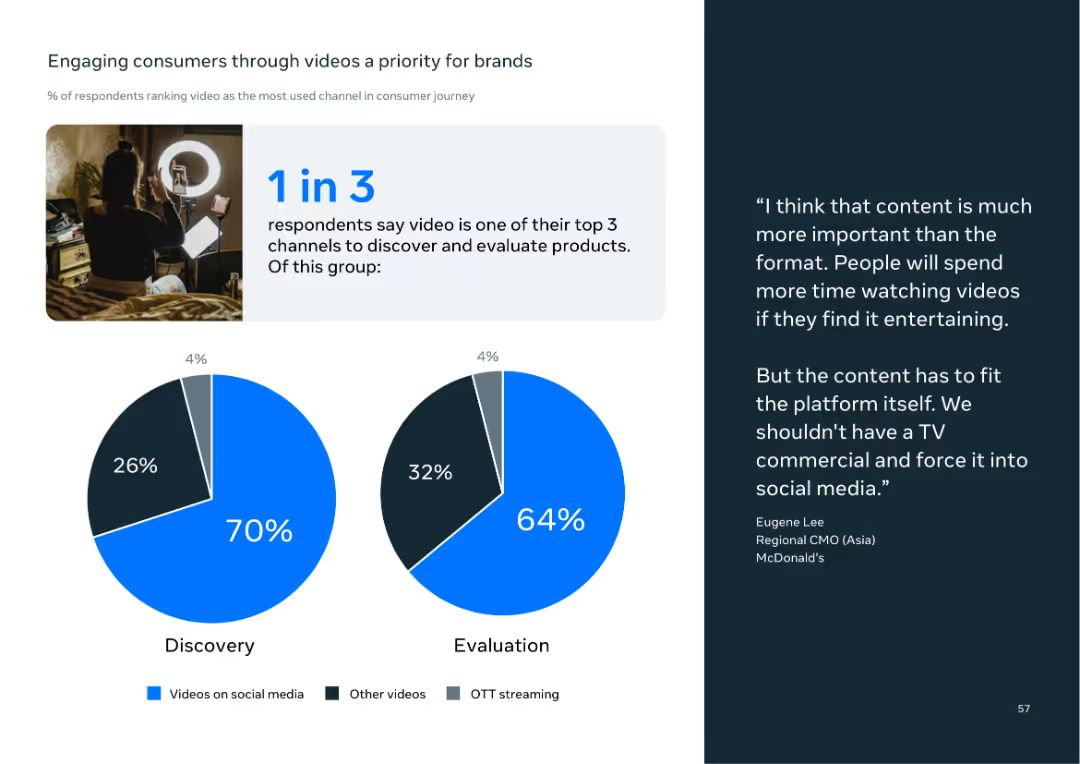 Engaging consumers through videos a priority for brands
% of respondents ranking video as the most used channel in consumer journey
1 in 3
respondents say video is one of their top 3
channels to discover and evaluate products.
Of this group:
4%
26%
70%
Discovery
4%
32%
64%
Evaluation
Videos on social media
Other videos
OTT streaming
“I think that content is much
more important than the
format. People will spend
more time watching videos
if they find it entertaining.
But the content has to fit
the platform itself. We
shouldn't have a TV
commercial and force it into
social media.”
Eugene Lee
Regional CMO (Asia)
McDonald's
57